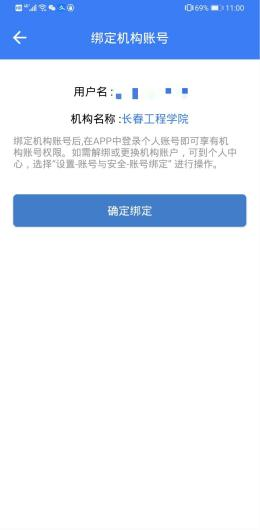 69% 11:00
绑定机构账号
用户名：
机构名称：长春工程学院
绑定机构账号后,在APP中登录个人账号即可享有机
构账号权限。如需解绑或更换机构账户，可到个人中
心，选择“设置-账号与安全-账号绑定” 进行操作。
确定绑定